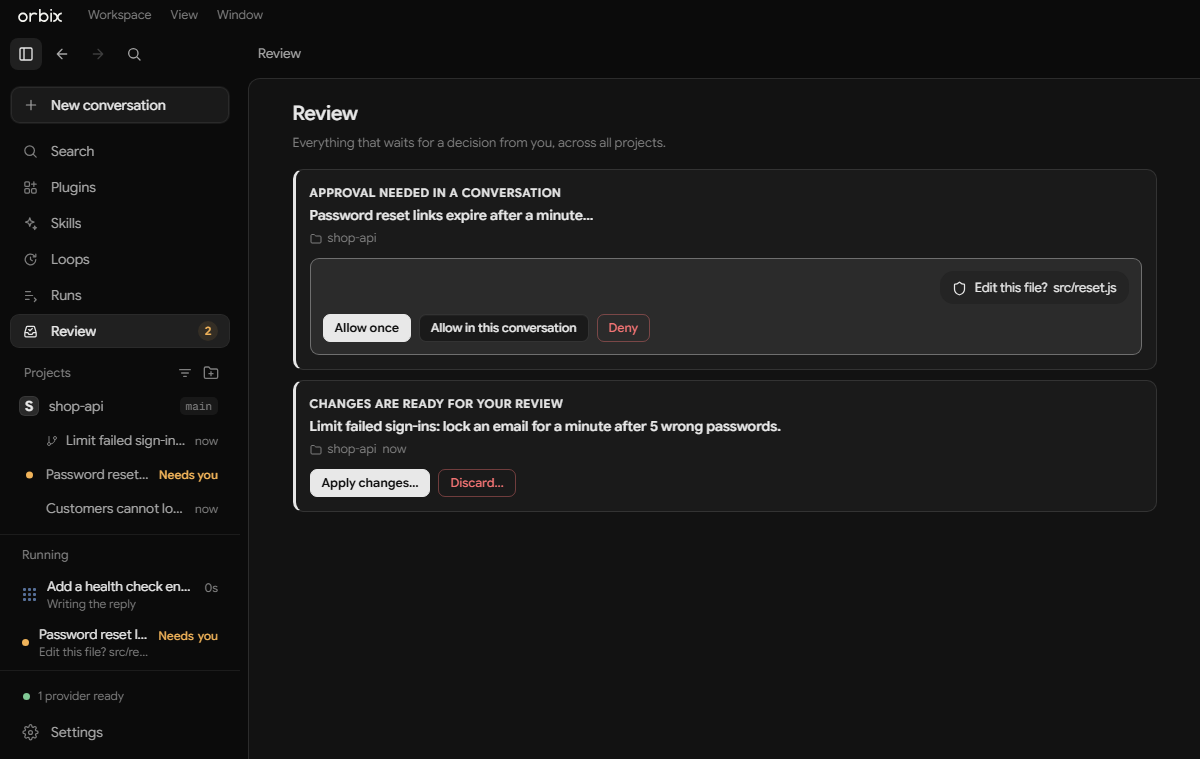 orbix Workspace View Window
Review
New conversation
Search
Plugins
Skills
Loops
Runs
Review 2
Projects
S shop-api main
Limit failed sign-in... now
Password reset... Needs you
Customers cannot lo... now
Running
Add a health check en... 0s
Writing the reply
Password reset l... Needs you
Edit this file? src/re...
1 provider ready
Settings
Review
Everything that waits for a decision from you, across all projects.
APPROVAL NEEDED IN A CONVERSATION
Password reset links expire after a minute...
shop-api
Edit this file? src/reset.js
Allow once Allow in this conversation Deny
CHANGES ARE READY FOR YOUR REVIEW
Limit failed sign-ins: lock an email for a minute after 5 wrong passwords.
shop-api now
Apply changes... Discard...